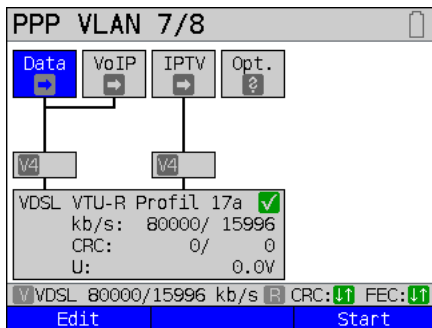 PPP VLAN 7/8
Data VoIP IPTV Opt.
?
V4 V4
VDSL VTU-R Profil 17a
kb/s: 80000/ 15996
CRC: 0/ 0
U: 0.0V
V VDSL 80000/15996 kb/s R CRC: FEC:
Edit Start